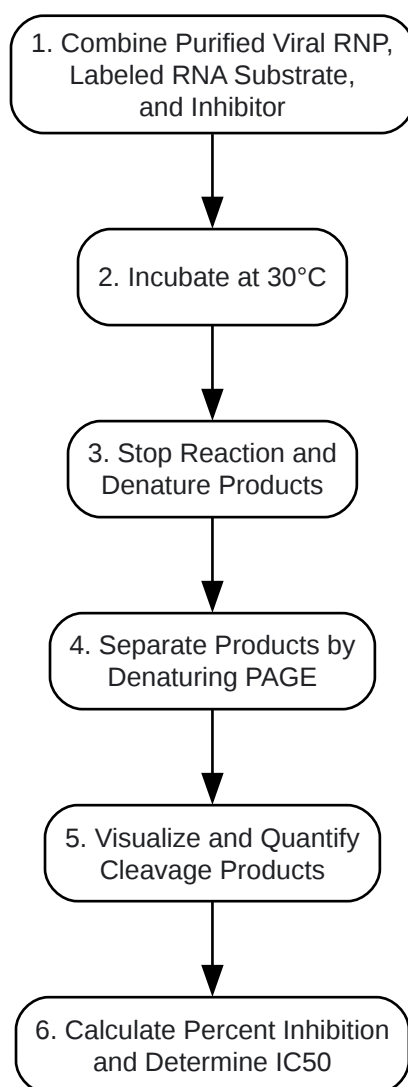 1. Combine Purified Viral RNP,
Labeled RNA Substrate,
and Inhibitor
2. Incubate at 30°C
3. Stop Reaction and
Denature Products
4. Separate Products by
Denaturing PAGE
5. Visualize and Quantify
Cleavage Products
6. Calculate Percent Inhibition
and Determine IC50